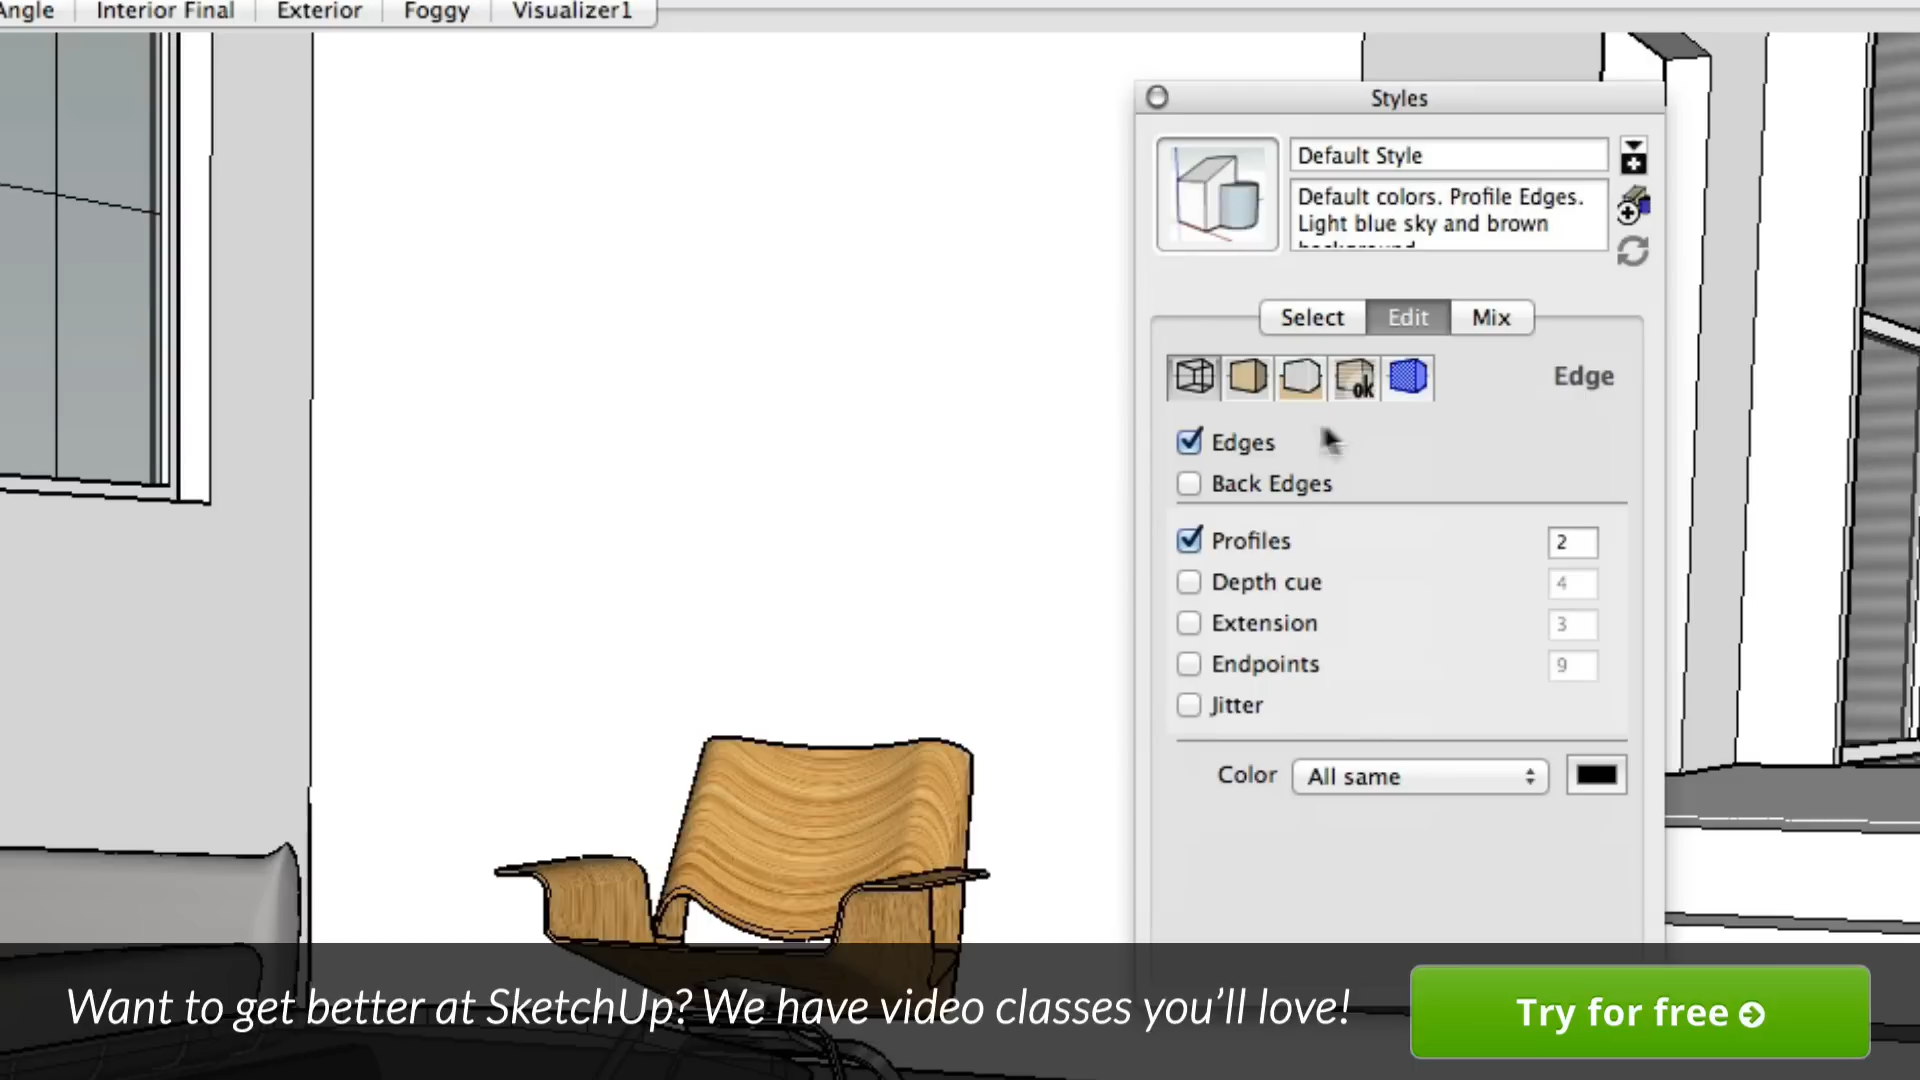 Angle Interior Final Exterior Foggy Visualizer1
Styles
Default Style
Default colors. Profile Edges.
Light blue sky and brown
background
Select Edit Mix
ok
Edge
Edges
Back Edges
Profiles 2
Depth cue 4
Extension 3
Endpoints 9
Jitter
Color All same
Want to get better at SketchUp? We have video classes you'll love!
Try for free